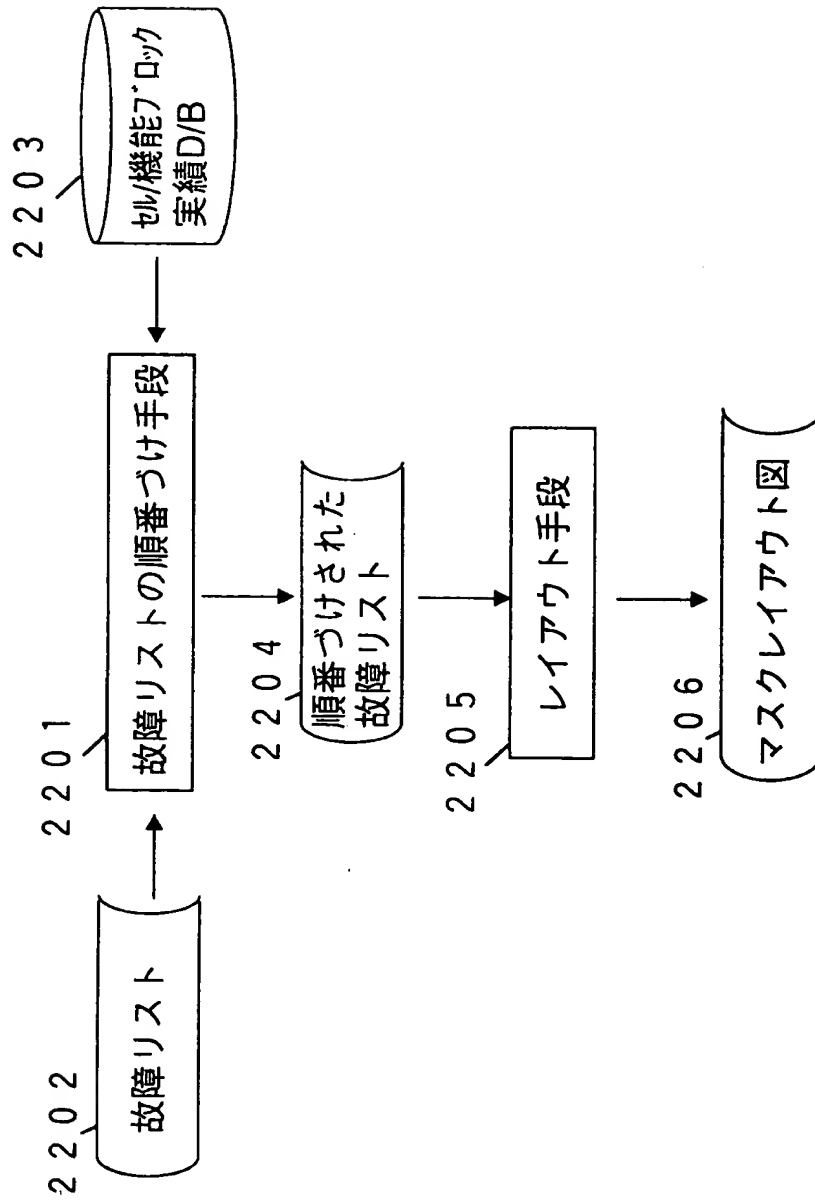 2202
故障リスト
2201
故障リストの順番づけ手段
2203
ｾﾙ/機能ﾌﾞﾛｯｸ
実績D/B
2204
順番づけされた
故障リスト
2205
レイアウト手段
2206
マスクレイアウト図